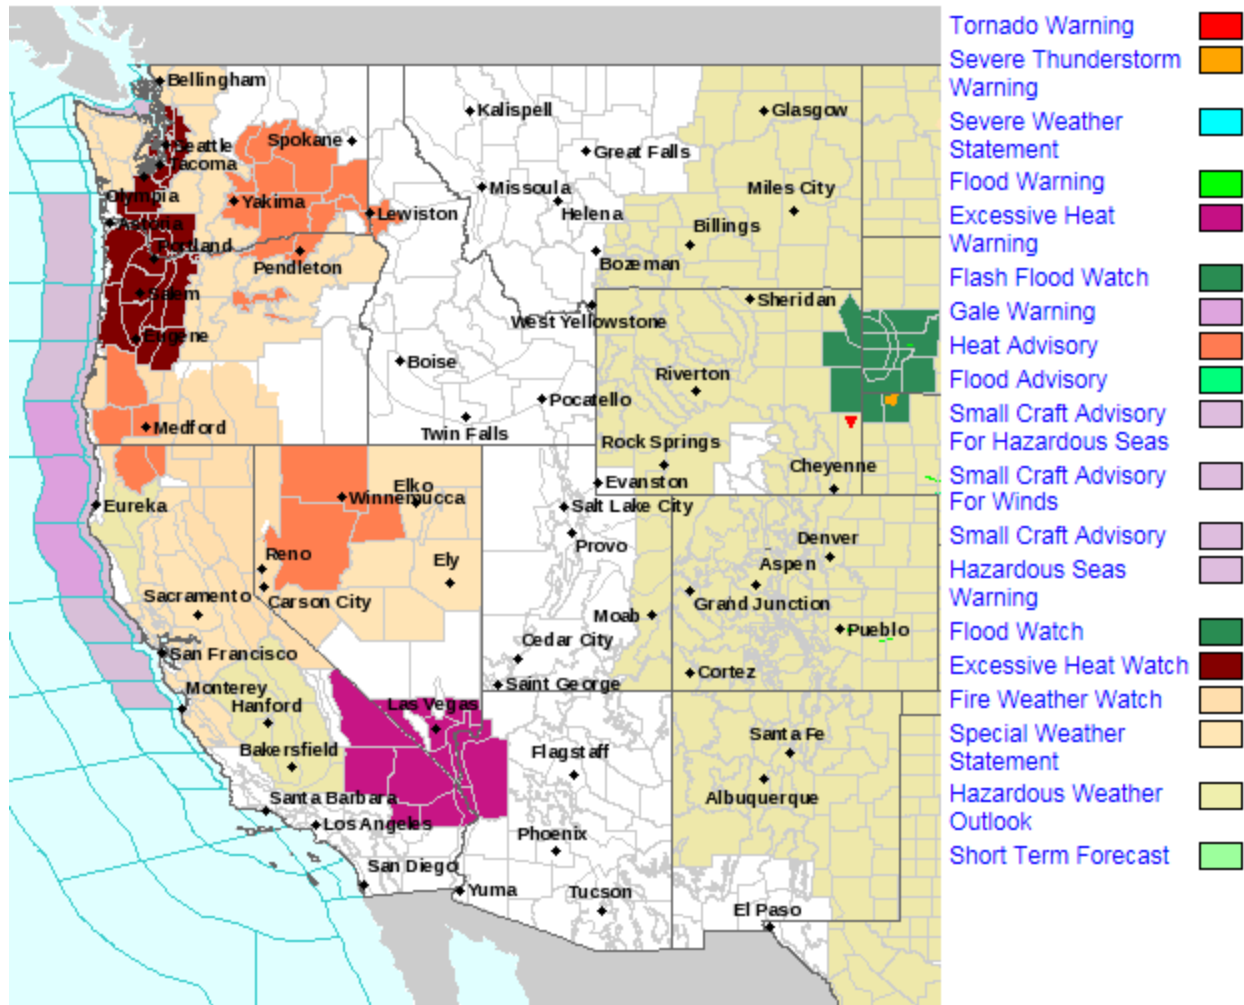 Bellingham
Seattle
Tacoma
Olympia
Astoria
Portland
Salem
Eugene
Medford
Spokane
Yakima
Lewiston
Pendleton
Kalispell
Great Falls
Missoula
Helena
Bozeman
Glasgow
Miles City
Billings
West Yellowstone
Boise
Pocatello
Twin Falls
Sheridan
Riverton
Rock Springs
Cheyenne
Evanston
Eureka
Winnemucca
Elko
Reno
Ely
Carson City
Sacramento
San Francisco
Monterey
Hanford
Bakersfield
Santa Barbara
Los Angeles
San Diego
Las Vegas
Salt Lake City
Provo
Moab
Cedar City
Saint George
Denver
Aspen
Grand Junction
Pueblo
Cortez
Flagstaff
Phoenix
Yuma
Tucson
Santa Fe
Albuquerque
El Paso
Tornado Warning
Severe Thunderstorm
Warning
Severe Weather
Statement
Flood Warning
Excessive Heat
Warning
Flash Flood Watch
Gale Warning
Heat Advisory
Flood Advisory
Small Craft Advisory
For Hazardous Seas
Small Craft Advisory
For Winds
Small Craft Advisory
Hazardous Seas
Warning
Flood Watch
Excessive Heat Watch
Fire Weather Watch
Special Weather
Statement
Hazardous Weather
Outlook
Short Term Forecast